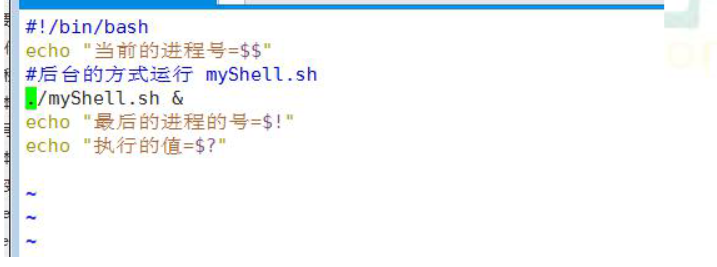 #!/bin/bash
echo "当前的进程号=$$"
#后台的方式运行 myShell.sh
./myShell.sh &
echo "最后的进程的号=$!"
echo "执行的值=$?"
~
~
~